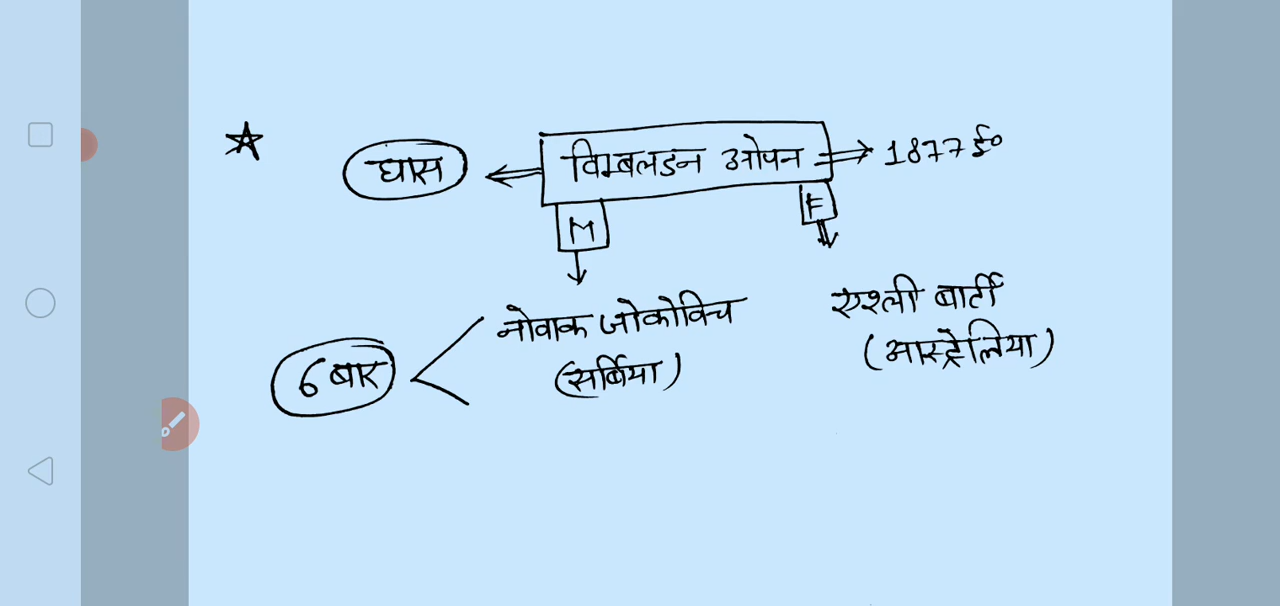 घास विम्बलडन ओपन 1877 ई०
M F
नोवाक जोकोविच एश्ली बार्टी
6 बार (सर्बिया) (आस्ट्रेलिया)